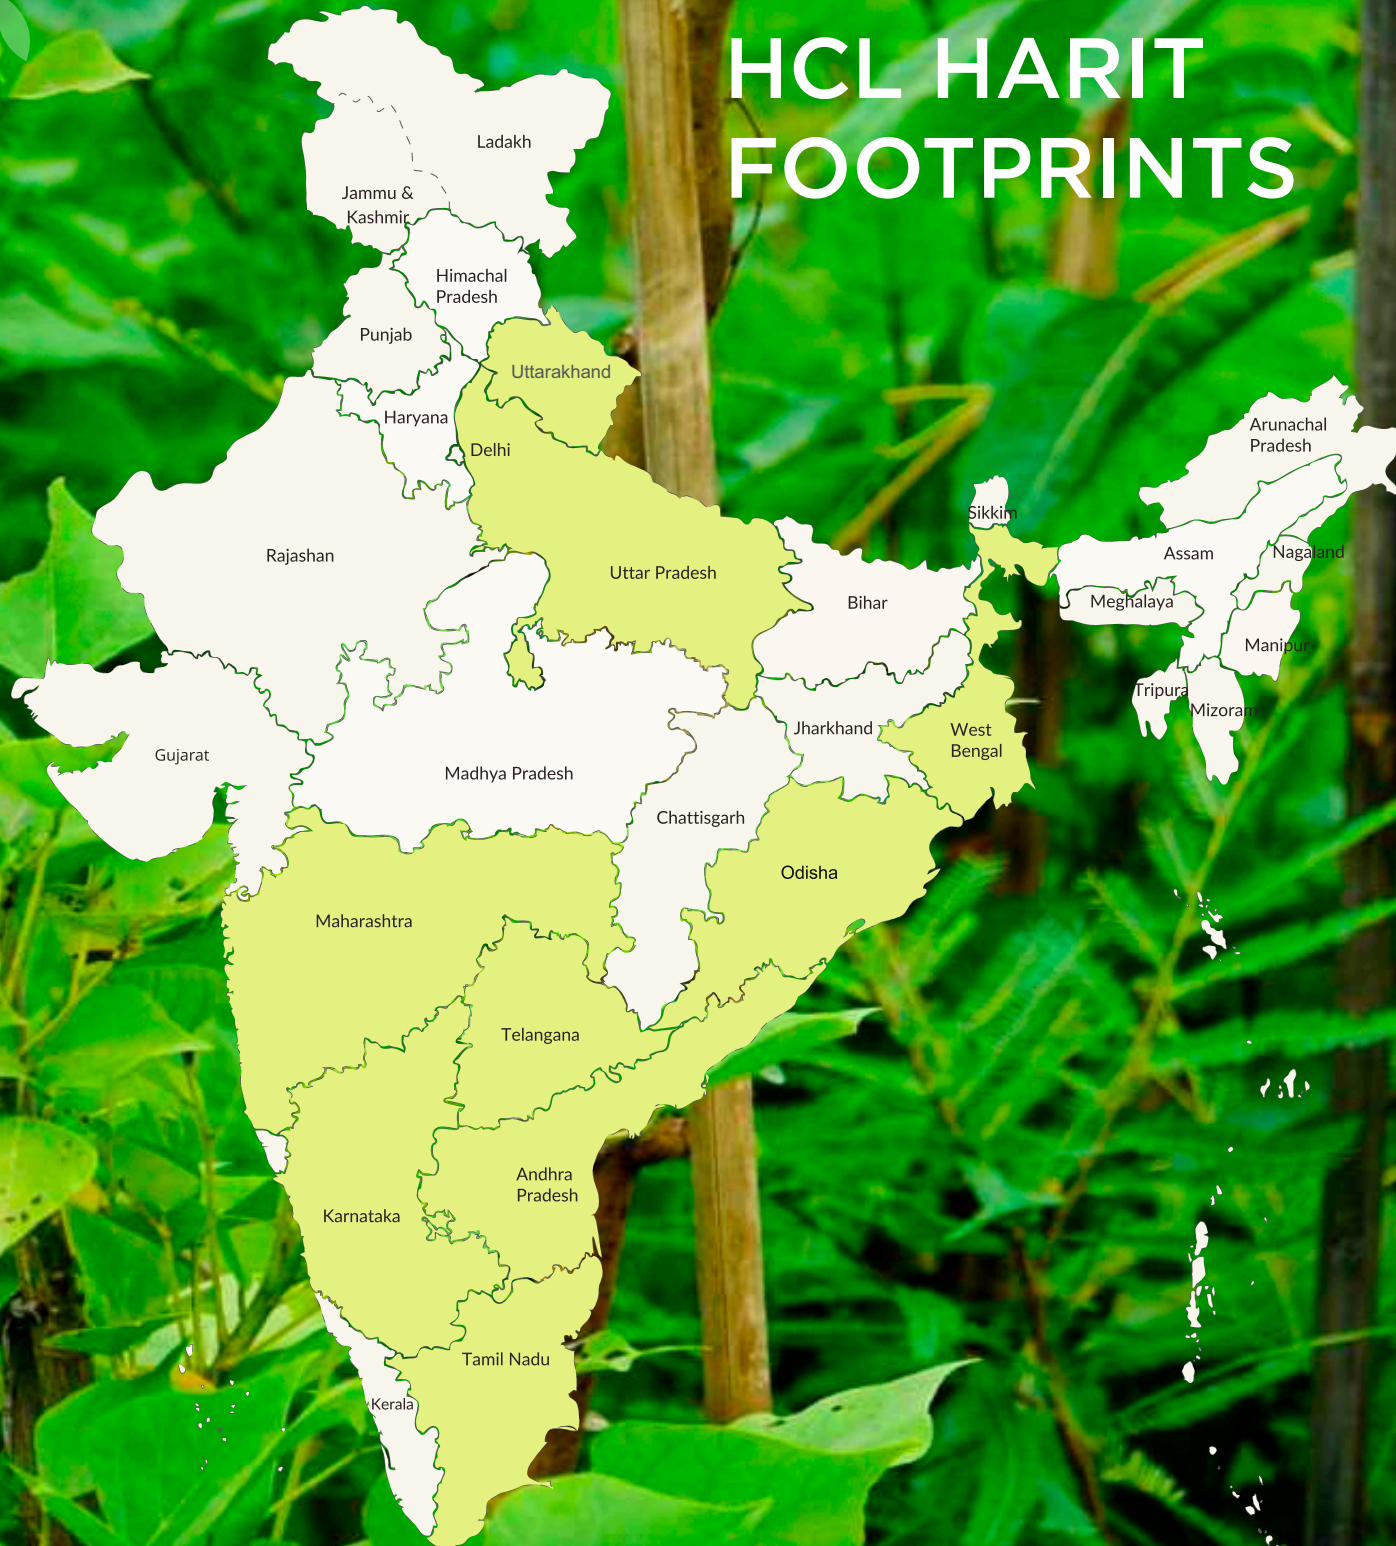 HCL HARIT
FOOTPRINTS
Ladakh
Jammu &
Kashmir
Himachal
Pradesh
Punjab
Uttarakhand
Haryana
Delhi
Arunachal
Pradesh
Sikkim
Rajashan
Assam
Nagaland
Uttar Pradesh
Bihar
Meghalaya
Manipur
Tripura
Mizoram
Gujarat
Jharkhand
West
Bengal
Madhya Pradesh
Chattisgarh
Odisha
Maharashtra
Telangana
Andhra
Pradesh
Karnataka
Tamil Nadu
Kerala